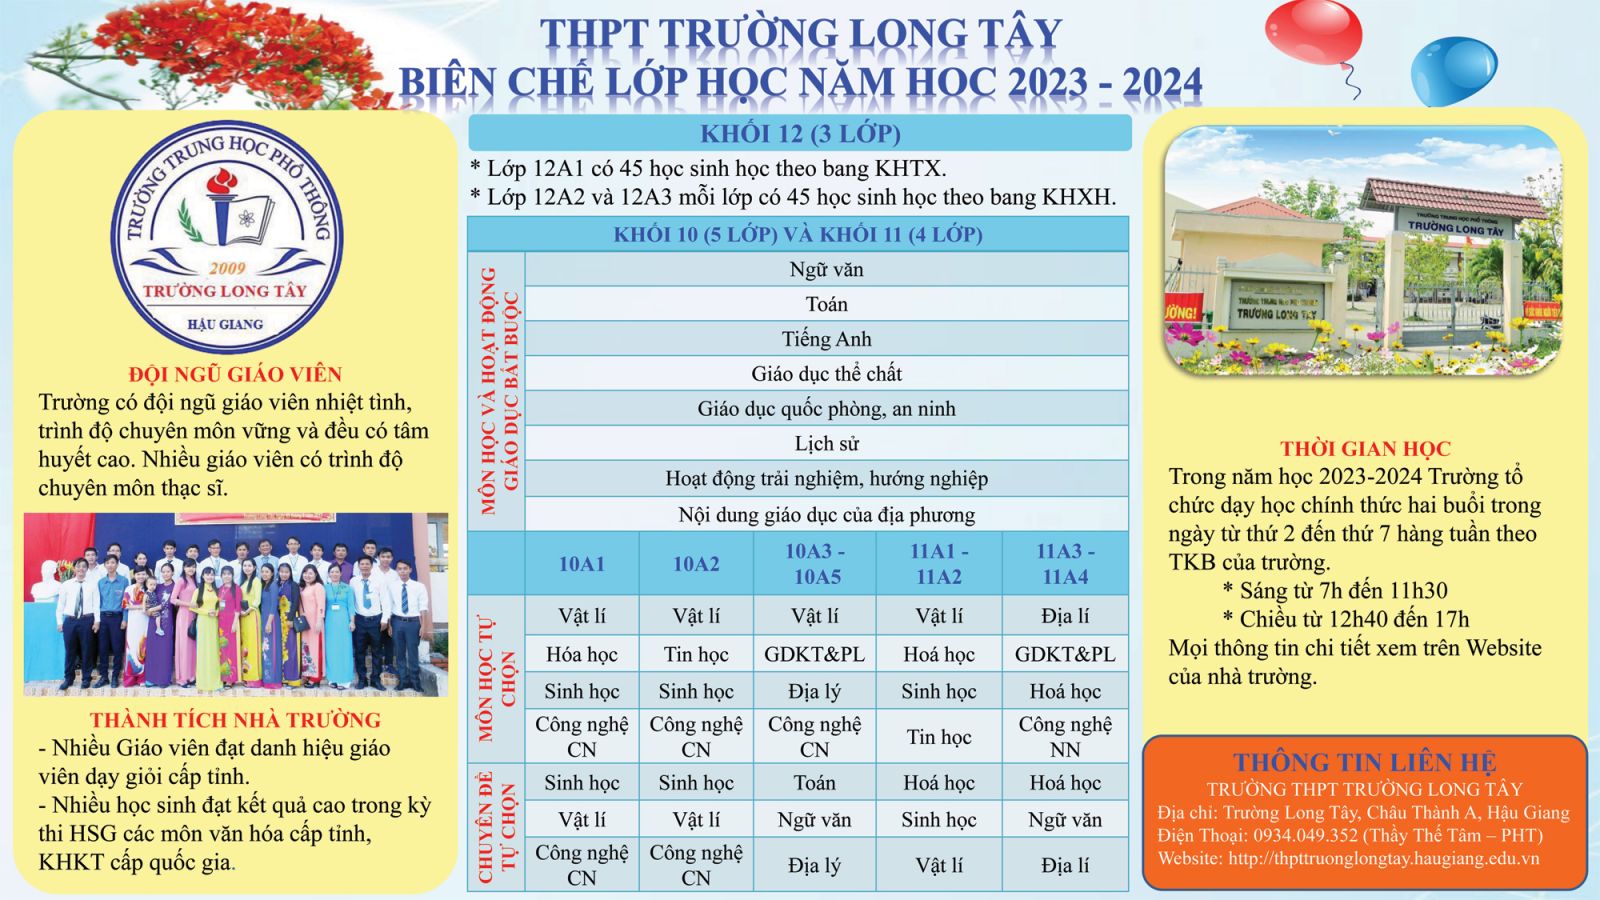 THPT TRƯỜNG LONG TÂY
BIÊN CHẾ LỚP HỌC NĂM HOC 2023 - 2024
TRƯỜNG TRUNG HỌC PHỔ THÔNG
2009
TRƯỜNG LONG TÂY
HẬU GIANG
ĐỘI NGŨ GIÁO VIÊN
Trường có đội ngũ giáo viên nhiệt tình,
trình độ chuyên môn vững và đều có tâm
huyết cao. Nhiều giáo viên có trình độ
chuyên môn thạc sĩ.
THÀNH TÍCH NHÀ TRƯỜNG
- Nhiều Giáo viên đạt danh hiệu giáo
viên dạy giỏi cấp tỉnh.
- Nhiều học sinh đạt kết quả cao trong kỳ
thi HSG các môn văn hóa cấp tỉnh,
KHKT cấp quốc gia.
KHỐI 12 (3 LỚP)
* Lớp 12A1 có 45 học sinh học theo bang KHTX.
* Lớp 12A2 và 12A3 mỗi lớp có 45 học sinh học theo bang KHXH.
KHỐI 10 (5 LỚP) VÀ KHỐI 11 (4 LỚP)
MÔN HỌC VÀ HOẠT ĐỘNG
GIÁO DỤC BẮT BUỘC
Ngữ văn
Toán
Tiếng Anh
Giáo dục thể chất
Giáo dục quốc phòng, an ninh
Lịch sử
Hoạt động trải nghiệm, hướng nghiệp
Nội dung giáo dục của địa phương
10A1 10A2 10A3 - 10A5 11A1 - 11A2 11A3 - 11A4
MÔN HỌC TỰ
CHỌN
Vật lí Vật lí Vật lí Vật lí Địa lí
Hóa học Tin học GDKT&PL Hoá học GDKT&PL
Sinh học Sinh học Địa lý Sinh học Hoá học
Công nghệ CN Công nghệ CN Công nghệ CN Tin học Công nghệ NN
CHUYÊN ĐỀ
TỰ CHỌN
Sinh học Sinh học Toán Hoá học Hoá học
Vật lí Vật lí Ngữ văn Sinh học Ngữ văn
Công nghệ CN Công nghệ CN Địa lý Vật lí Địa lí
TRƯỜNG TRUNG HỌC PHỔ THÔNG
TRƯỜNG LONG TÂY
TRƯỜNG TRUNG HỌC PHỔ THÔNG
TRƯỜNG LONG TÂY
THỜI GIAN HỌC
Trong năm học 2023-2024 Trường tổ
chức dạy học chính thức hai buổi trong
ngày từ thứ 2 đến thứ 7 hàng tuần theo
TKB của trường.
* Sáng từ 7h đến 11h30
* Chiều từ 12h40 đến 17h
Mọi thông tin chi tiết xem trên Website
của nhà trường.
THÔNG TIN LIÊN HỆ
TRƯỜNG THPT TRƯỜNG LONG TÂY
Địa chỉ: Trường Long Tây, Châu Thành A, Hậu Giang
Điện Thoại: 0934.049.352 (Thầy Thế Tâm – PHT)
Website: http://thpttruonglongtay.haugiang.edu.vn